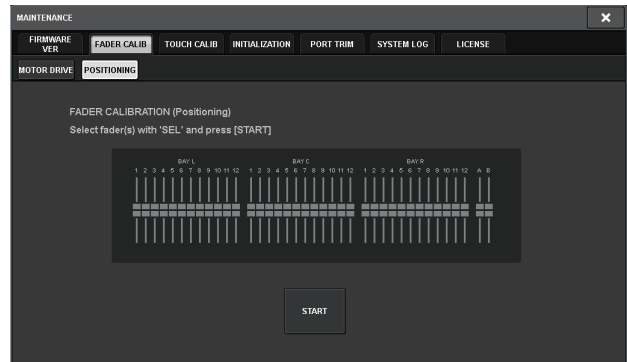 MAINTENANCE
FIRMWARE VER
FADER CALIB
TOUCH CALIB
INITIALIZATION
PORT TRIM
SYSTEM LOG
LICENSE
MOTOR DRIVE
POSITIONING
FADER CALIBRATION (Positioning)
Select fader(s) with 'SEL' and press [START]
BAY L BAY C BAY R
1 2 3 4 5 6 7 8 9 10 11 12 1 2 3 4 5 6 7 8 9 10 11 12 1 2 3 4 5 6 7 8 9 10 11 12 A B
START